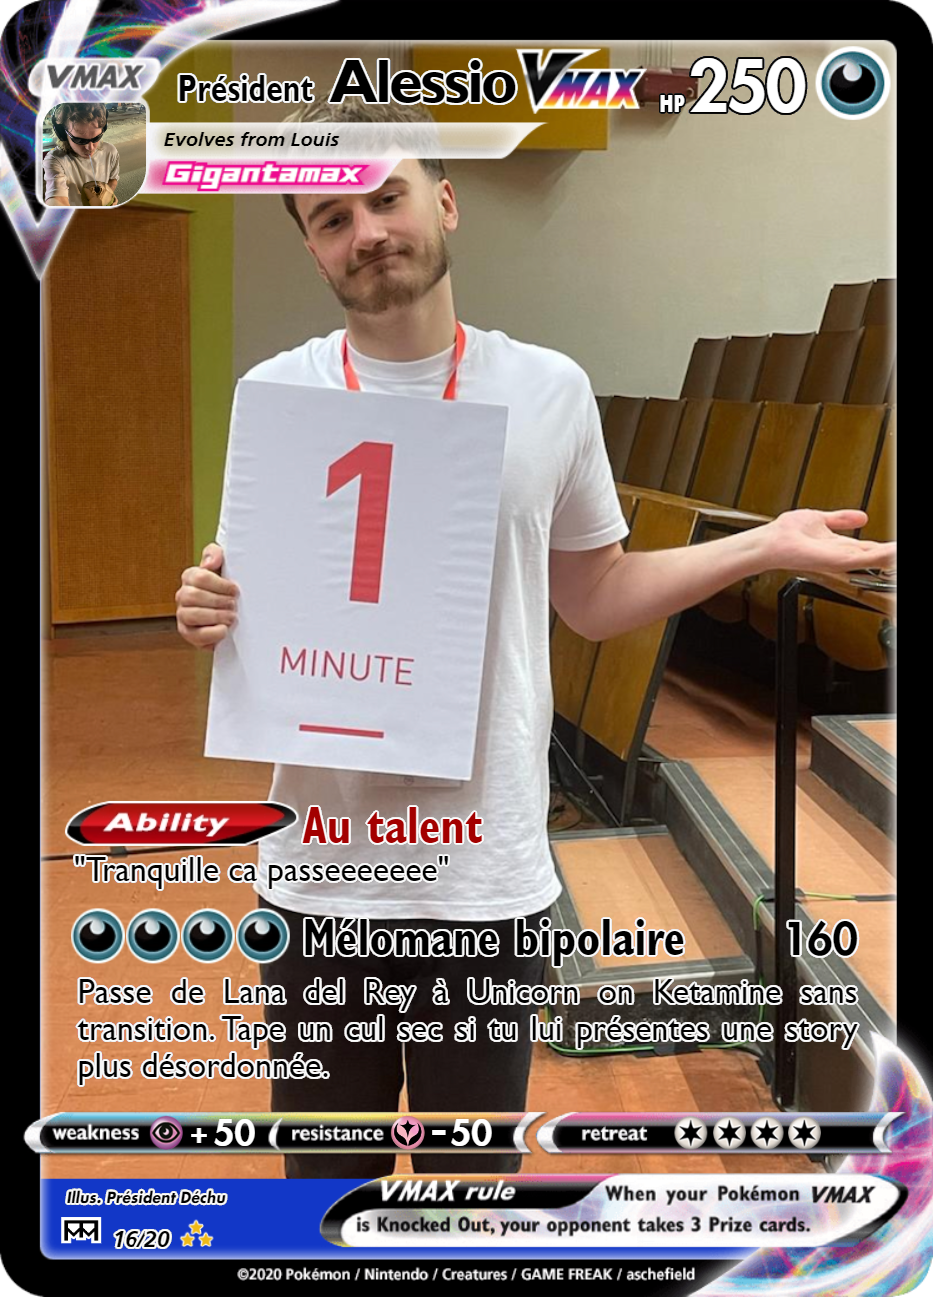 VMAX
Président Alessio VMAX HP 250
Evolves from Louis
Gigantamax
1
MINUTE
Ability Au talent
"Tranquille ca passeeeeeee"
Mélomane bipolaire 160
Passe de Lana del Rey à Unicorn on Ketamine sans
transition. Tape un cul sec si tu lui présentes une story
plus désordonnée.
weakness +50 resistance -50 retreat
Illus. Président Déchu
VMAX rule When your Pokémon VMAX
is Knocked Out, your opponent takes 3 Prize cards.
16/20
©2020 Pokémon / Nintendo / Creatures / GAME FREAK / aschefield